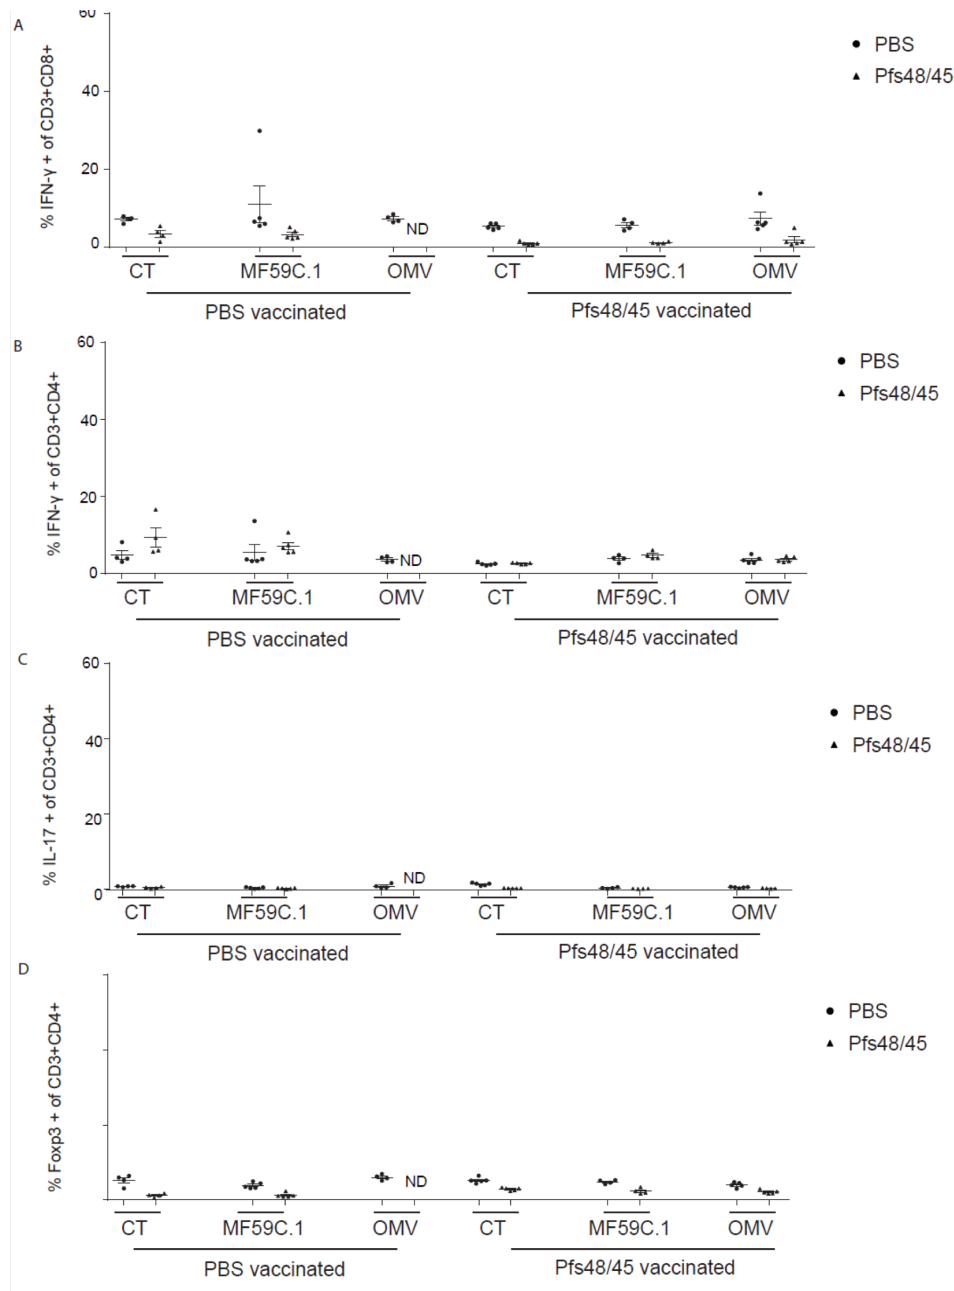 A
60
40
20
0
% IFN-γ + of CD3+CD8+
PBS
Pfs48/45
ND
CT MF59C.1 OMV CT MF59C.1 OMV
PBS vaccinated Pfs48/45 vaccinated
B
60
40
20
0
% IFN-γ + of CD3+CD4+
PBS
Pfs48/45
ND
CT MF59C.1 OMV CT MF59C.1 OMV
PBS vaccinated Pfs48/45 vaccinated
C
60
40
20
0
% IL-17 + of CD3+CD4+
PBS
Pfs48/45
ND
CT MF59C.1 OMV CT MF59C.1 OMV
PBS vaccinated Pfs48/45 vaccinated
D
% Foxp3 + of CD3+CD4+
PBS
Pfs48/45
ND
CT MF59C.1 OMV CT MF59C.1 OMV
PBS vaccinated Pfs48/45 vaccinated